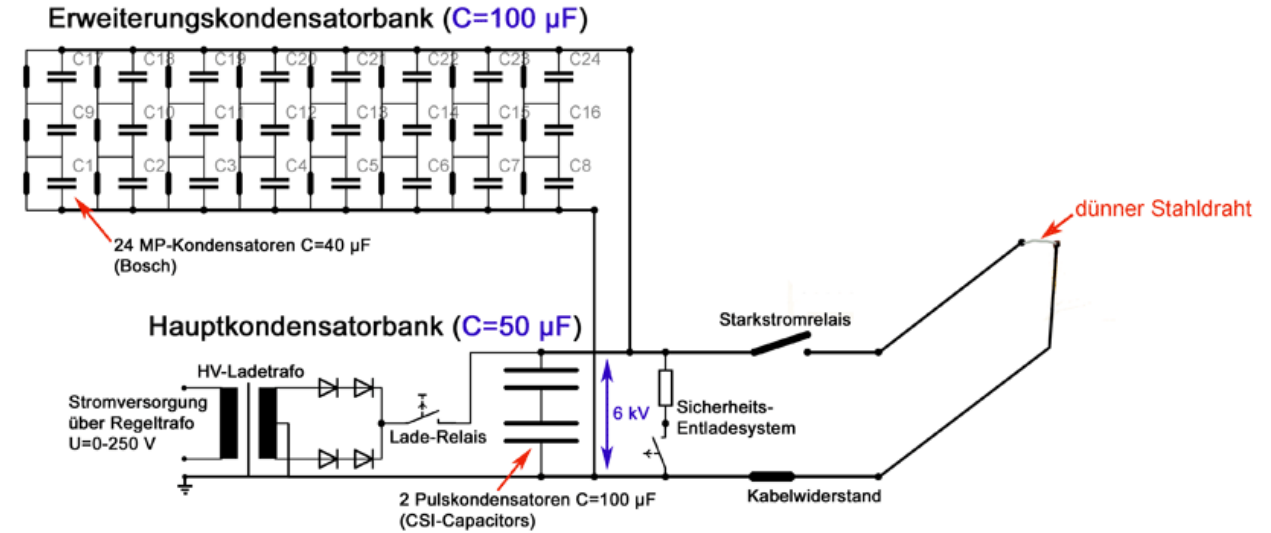 Erweiterungskondensatorbank (C=100 µF)
C17 C18 C19 C20 C21 C22 C23 C24
C9 C10 C11 C12 C13 C14 C15 C16
C1 C2 C3 C4 C5 C6 C7 C8
24 MP-Kondensatoren C=40 µF
(Bosch)
dünner Stahldraht
Hauptkondensatorbank (C=50 µF)
Starkstromrelais
HV-Ladetrafo
Stromversorgung
über Regeltrafo
U=0-250 V
Lade-Relais
6 kV
Sicherheits-
Entladesystem
2 Pulskondensatoren C=100 µF
(CSI-Capacitors)
Kabelwiderstand